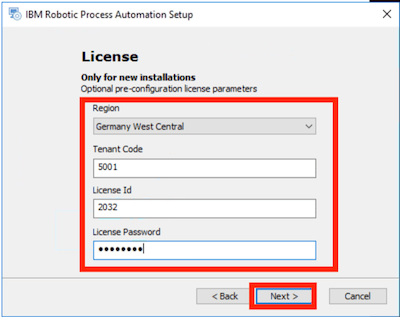 IBM Robotic Process Automation Setup
License
Only for new installations
Optional pre-configuration license parameters
Region
Germany West Central
Tenant Code
5001
License Id
2032
License Password
●●●●●●●●
< Back
Next >
Cancel